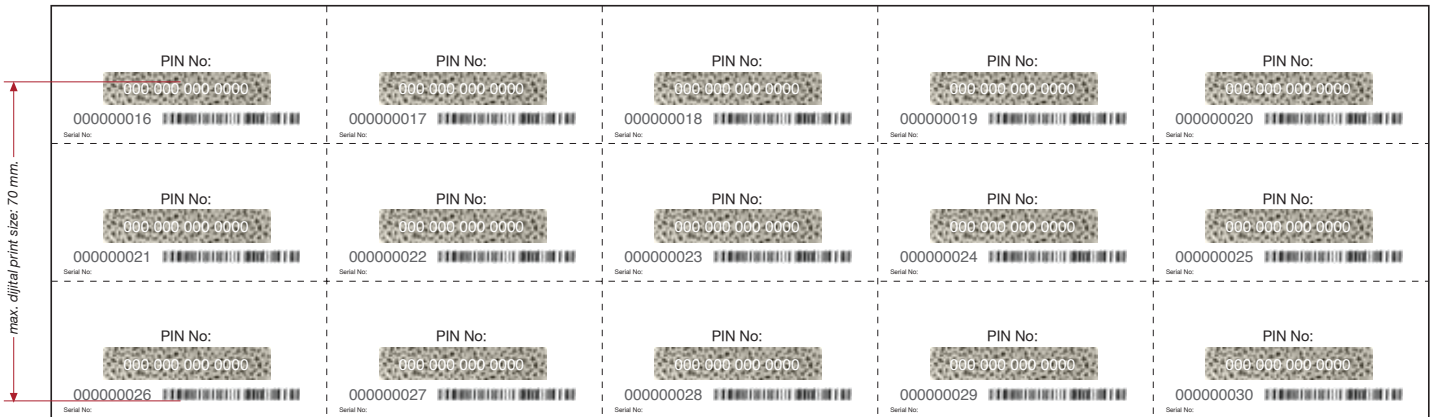 PIN No: PIN No: PIN No: PIN No: PIN No:
000 000 000 0000 000 000 000 0000 000 000 000 0000 000 000 000 0000 000 000 000 0000
000000016 000000017 000000018 000000019 000000020
Serial No: Serial No: Serial No: Serial No: Serial No:
max. dijital print size: 70 mm.
PIN No: PIN No: PIN No: PIN No: PIN No:
000 000 000 0000 000 000 000 0000 000 000 000 0000 000 000 000 0000 000 000 000 0000
000000021 000000022 000000023 000000024 000000025
Serial No: Serial No: Serial No: Serial No: Serial No:
PIN No: PIN No: PIN No: PIN No: PIN No:
000 000 000 0000 000 000 000 0000 000 000 000 0000 000 000 000 0000 000 000 000 0000
000000026 000000027 000000028 000000029 000000030
Serial No: Serial No: Serial No: Serial No: Serial No: